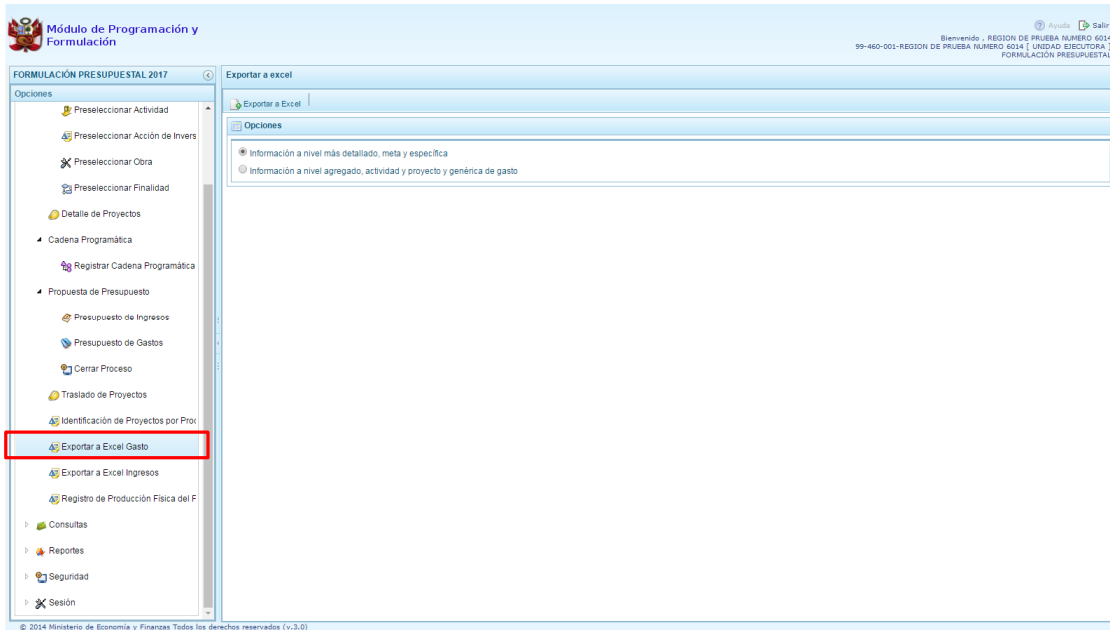 Módulo de Programación y
Formulación
Ayuda Salir
Bienvenido , REGION DE PRUEBA NUMERO 6014
99-460-001-REGION DE PRUEBA NUMERO 6014 [ UNIDAD EJECUTORA ]
FORMULACIÓN PRESUPUESTAL
FORMULACIÓN PRESUPUESTAL 2017
Opciones
Preseleccionar Actividad
Preseleccionar Acción de Invers
Preseleccionar Obra
Preseleccionar Finalidad
Detalle de Proyectos
Cadena Programática
Registrar Cadena Programática
Propuesta de Presupuesto
Presupuesto de Ingresos
Presupuesto de Gastos
Cerrar Proceso
Traslado de Proyectos
Identificación de Proyectos por Proc
Exportar a Excel Gasto
Exportar a Excel Ingresos
Registro de Producción Física del P
Consultas
Reportes
Seguridad
Sesión
Exportar a excel
Exportar a Excel
Opciones
Información a nivel más detallado, meta y específica
Información a nivel agregado, actividad y proyecto y genérica de gasto
© 2014 Ministerio de Economía y Finanzas Todos los derechos reservados (v.3.0)